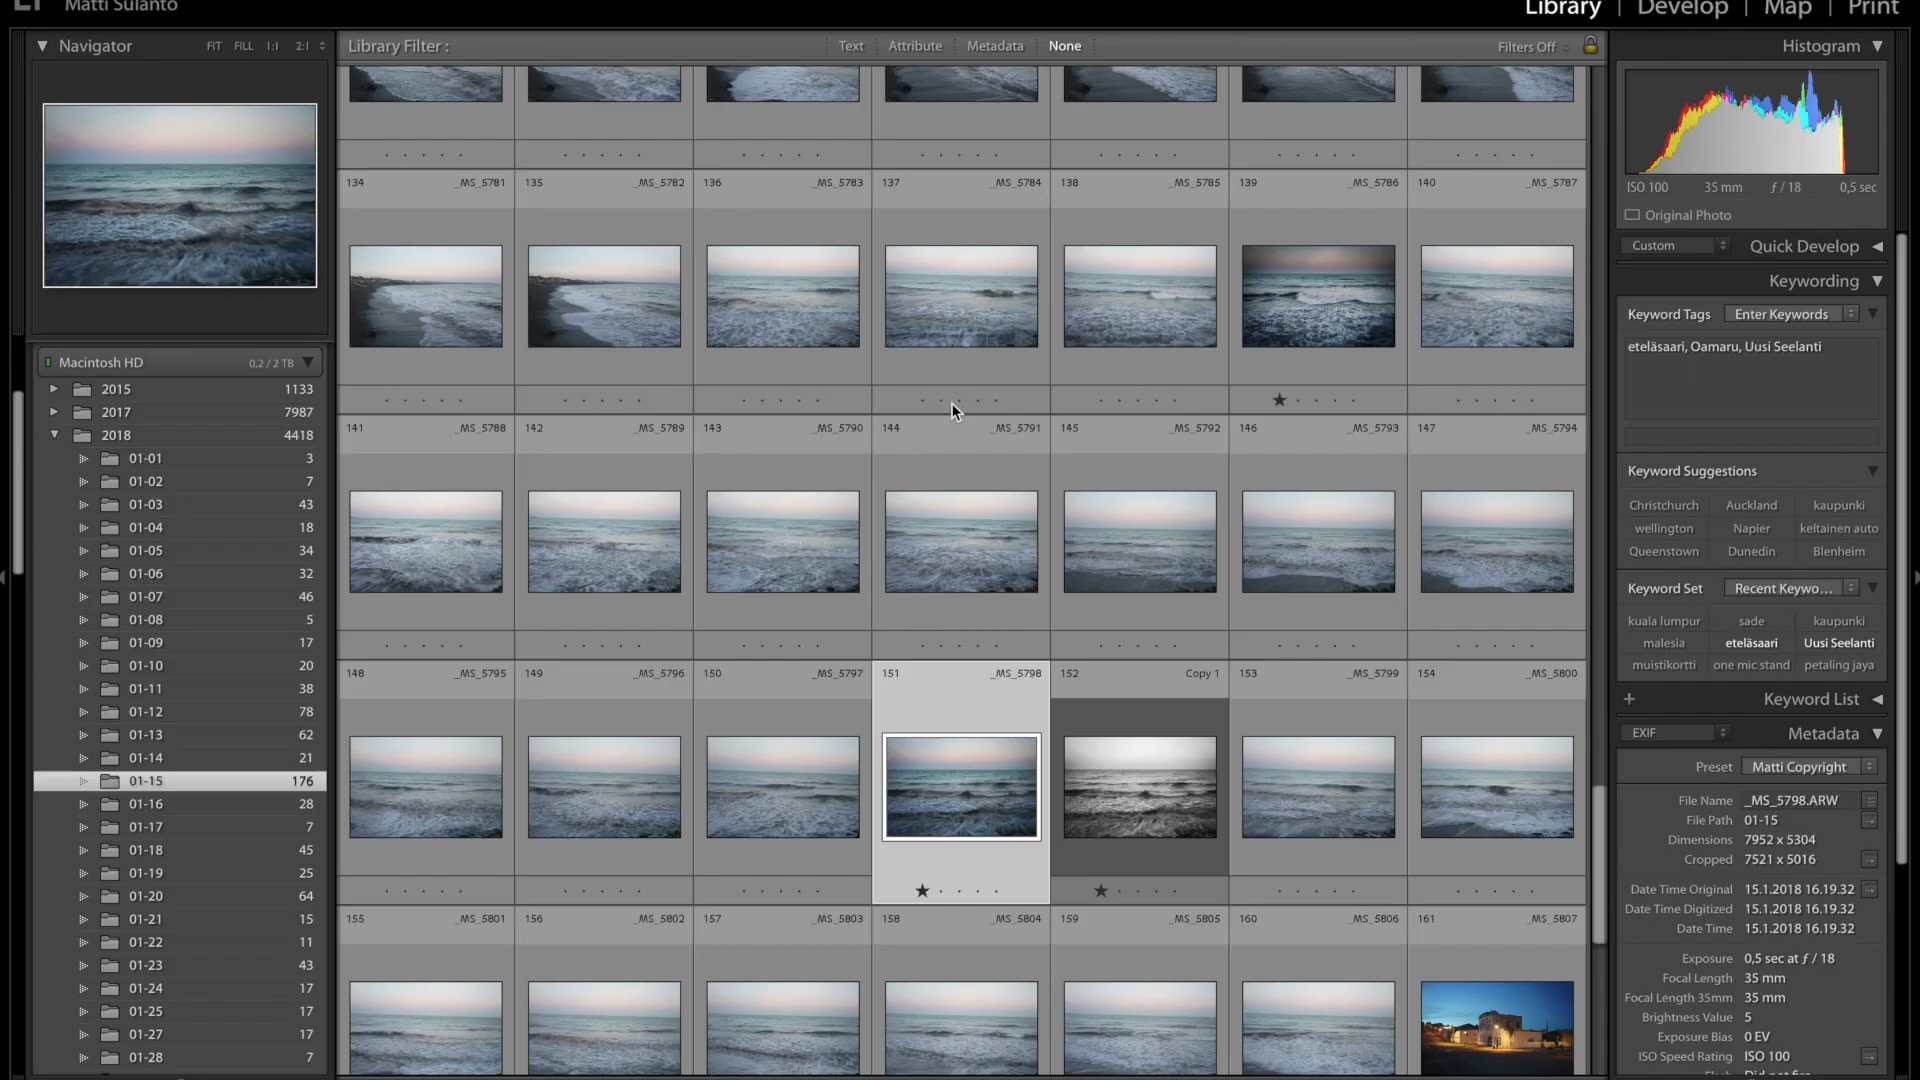 Lr Matti Sulanto
Library | Develop | Map | Print
Navigator FIT FILL 1:1 2:1
Macintosh HD 0,2 / 2 TB
2015 1133
2017 7987
2018 4418
01-01 3
01-02 7
01-03 43
01-04 18
01-05 34
01-06 32
01-07 46
01-08 5
01-09 17
01-10 20
01-11 38
01-12 78
01-13 62
01-14 21
01-15 176
01-16 28
01-17 7
01-18 45
01-19 25
01-20 64
01-21 15
01-22 11
01-23 43
01-24 17
01-25 17
01-27 17
01-28 7
Library Filter : Text Attribute Metadata None Filters Off
134 _MS_5781 135 _MS_5782 136 _MS_5783 137 _MS_5784 138 _MS_5785 139 _MS_5786 140 _MS_5787
141 _MS_5788 142 _MS_5789 143 _MS_5790 144 _MS_5791 145 _MS_5792 146 _MS_5793 147 _MS_5794
148 _MS_5795 149 _MS_5796 150 _MS_5797 151 _MS_5798 152 Copy 1 153 _MS_5799 154 _MS_5800
155 _MS_5801 156 _MS_5802 157 _MS_5803 158 _MS_5804 159 _MS_5805 160 _MS_5806 161 _MS_5807
Histogram
ISO 100 35 mm ƒ / 18 0,5 sec
Original Photo
Custom Quick Develop
Keywording
Keyword Tags Enter Keywords
eteläsaari, Oamaru, Uusi Seelanti
Keyword Suggestions
Christchurch Auckland kaupunki
wellington Napier keltainen auto
Queenstown Dunedin Blenheim
Keyword Set Recent Keywo...
kuala lumpur sade kaupunki
malesia eteläsaari Uusi Seelanti
muistikortti one mic stand petaling jaya
+ Keyword List
EXIF Metadata
Preset Matti Copyright
File Name _MS_5798.ARW
File Path 01-15
Dimensions 7952 x 5304
Cropped 7521 x 5016
Date Time Original 15.1.2018 16.19.32
Date Time Digitized 15.1.2018 16.19.32
Date Time 15.1.2018 16.19.32
Exposure 0,5 sec at ƒ / 18
Focal Length 35 mm
Focal Length 35mm 35 mm
Brightness Value 5
Exposure Bias 0 EV
ISO Speed Rating ISO 100
Flash Did not fire